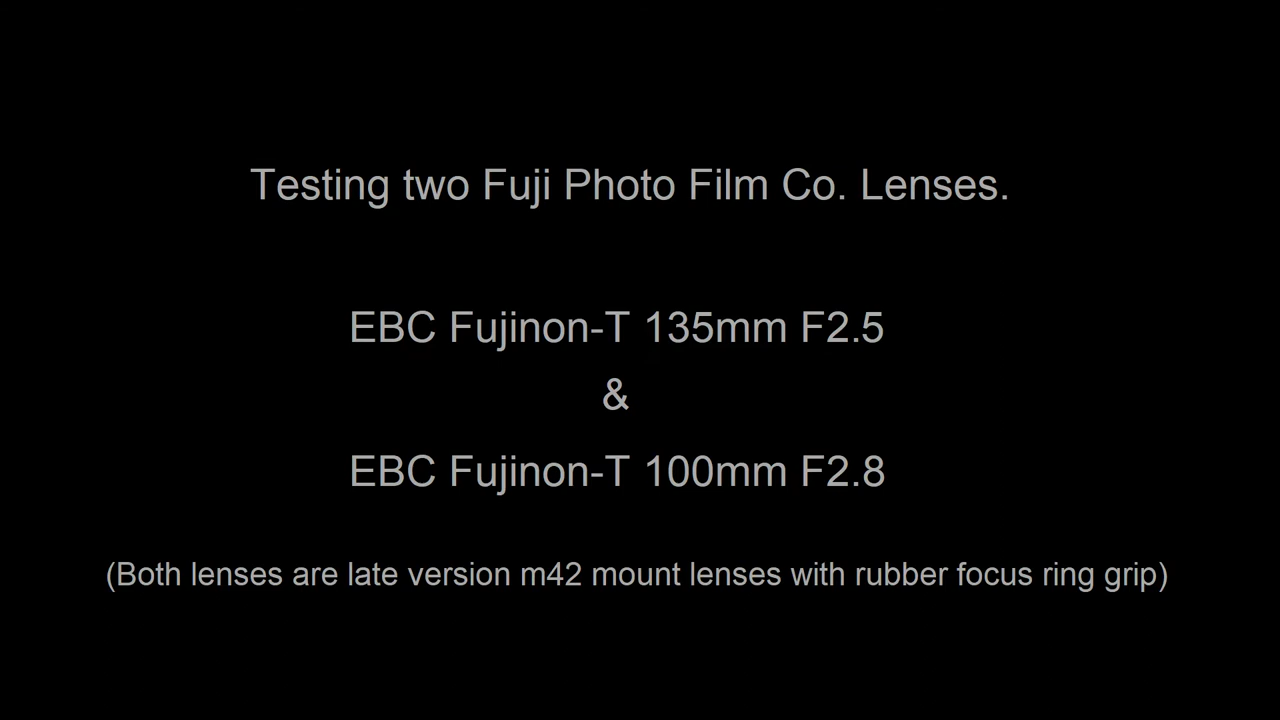 Testing two Fuji Photo Film Co. Lenses.
EBC Fujinon-T 135mm F2.5
&
EBC Fujinon-T 100mm F2.8
(Both lenses are late version m42 mount lenses with rubber focus ring grip)